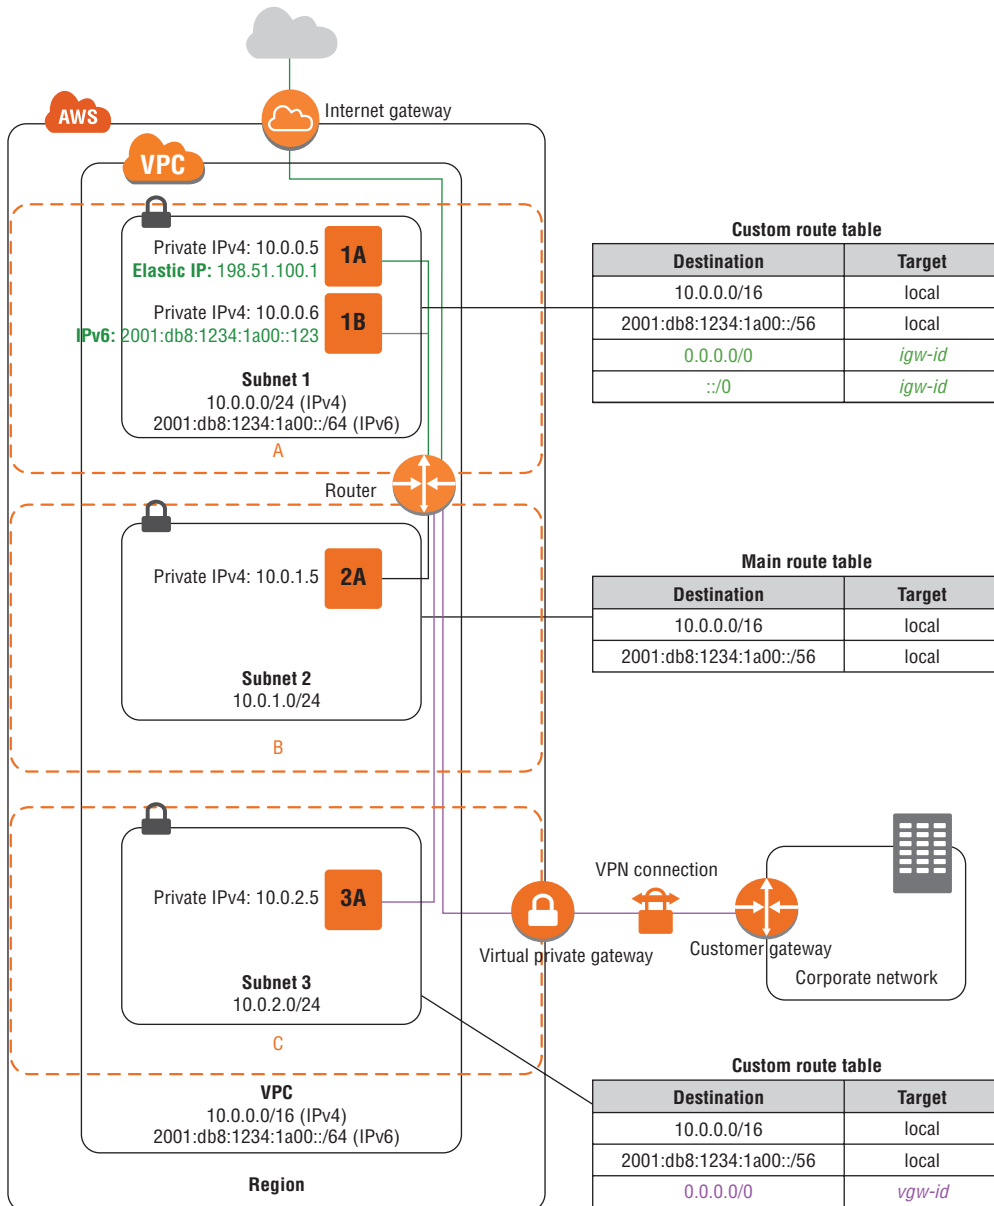 Internet gateway
AWS
VPC
Private IPv4: 10.0.0.5
Elastic IP: 198.51.100.1
1A
Private IPv4: 10.0.0.6
IPv6: 2001:db8:1234:1a00::123
1B
Subnet 1
10.0.0.0/24 (IPv4)
2001:db8:1234:1a00::/64 (IPv6)
A
Custom route table
Destination Target
10.0.0.0/16 local
2001:db8:1234:1a00::/56 local
0.0.0.0/0 igw-id
::/0 igw-id
Router
Private IPv4: 10.0.1.5
2A
Subnet 2
10.0.1.0/24
B
Main route table
Destination Target
10.0.0.0/16 local
2001:db8:1234:1a00::/56 local
Private IPv4: 10.0.2.5
3A
Subnet 3
10.0.2.0/24
C
VPN connection
Virtual private gateway
Customer gateway
Corporate network
VPC
10.0.0.0/16 (IPv4)
2001:db8:1234:1a00::/64 (IPv6)
Region
Custom route table
Destination Target
10.0.0.0/16 local
2001:db8:1234:1a00::/56 local
0.0.0.0/0 vgw-id